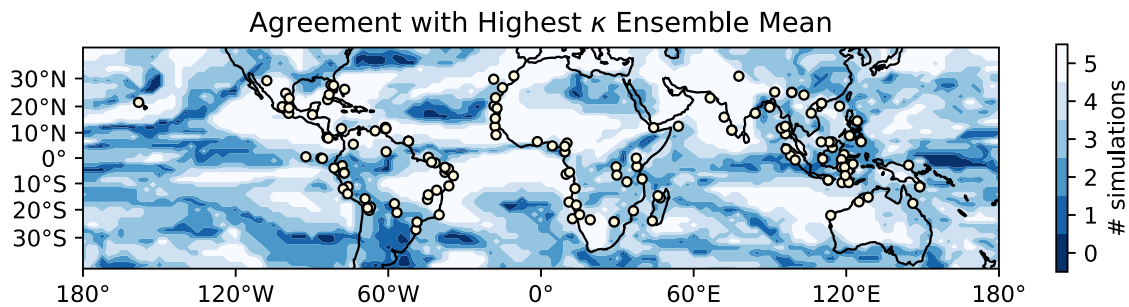 Agreement with Highest κ Ensemble Mean
30°N
20°N
10°N
0°
10°S
20°S
30°S
180°
120°W
60°W
0°
60°E
120°E
180°
5
4
3
2
1
0
# simulations